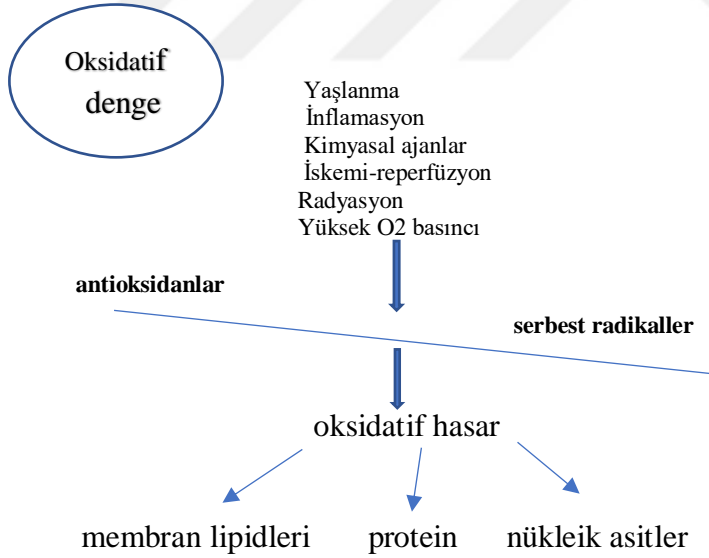 Oksidatif
denge
Yaşlanma
İnflamasyon
Kimyasal ajanlar
İskemi-reperfüzyon
Radyasyon
Yüksek O2 basıncı
antioksidanlar
serbest radikaller
oksidatif hasar
membran lipidleri protein nükleik asitler